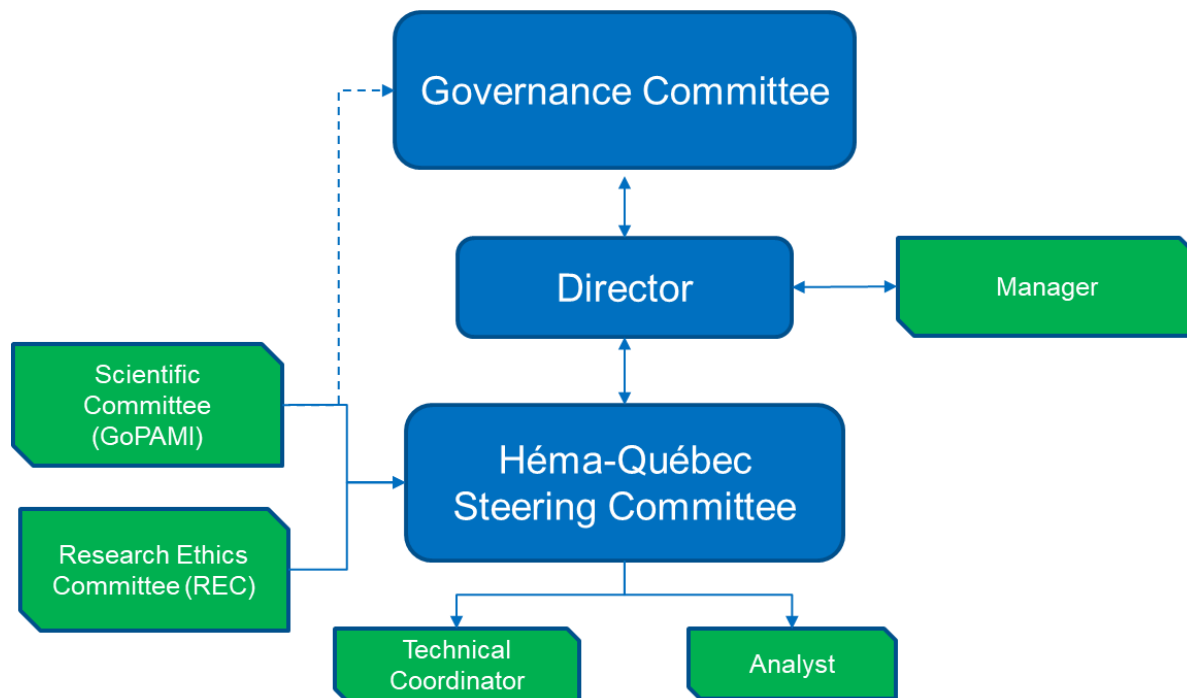 Governance Committee
Director
Manager
Scientific
Committee
(GoPAMI)
Héma-Québec
Steering Committee
Research Ethics
Committee (REC)
Technical
Coordinator
Analyst